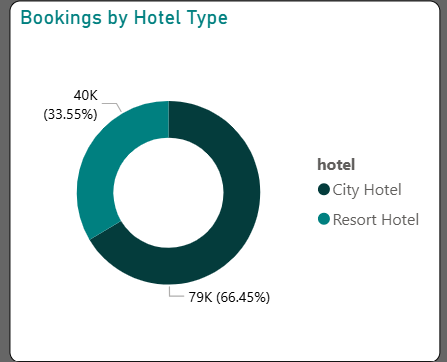 Bookings by Hotel Type
40K
(33.55%)
hotel
City Hotel
Resort Hotel
79K (66.45%)